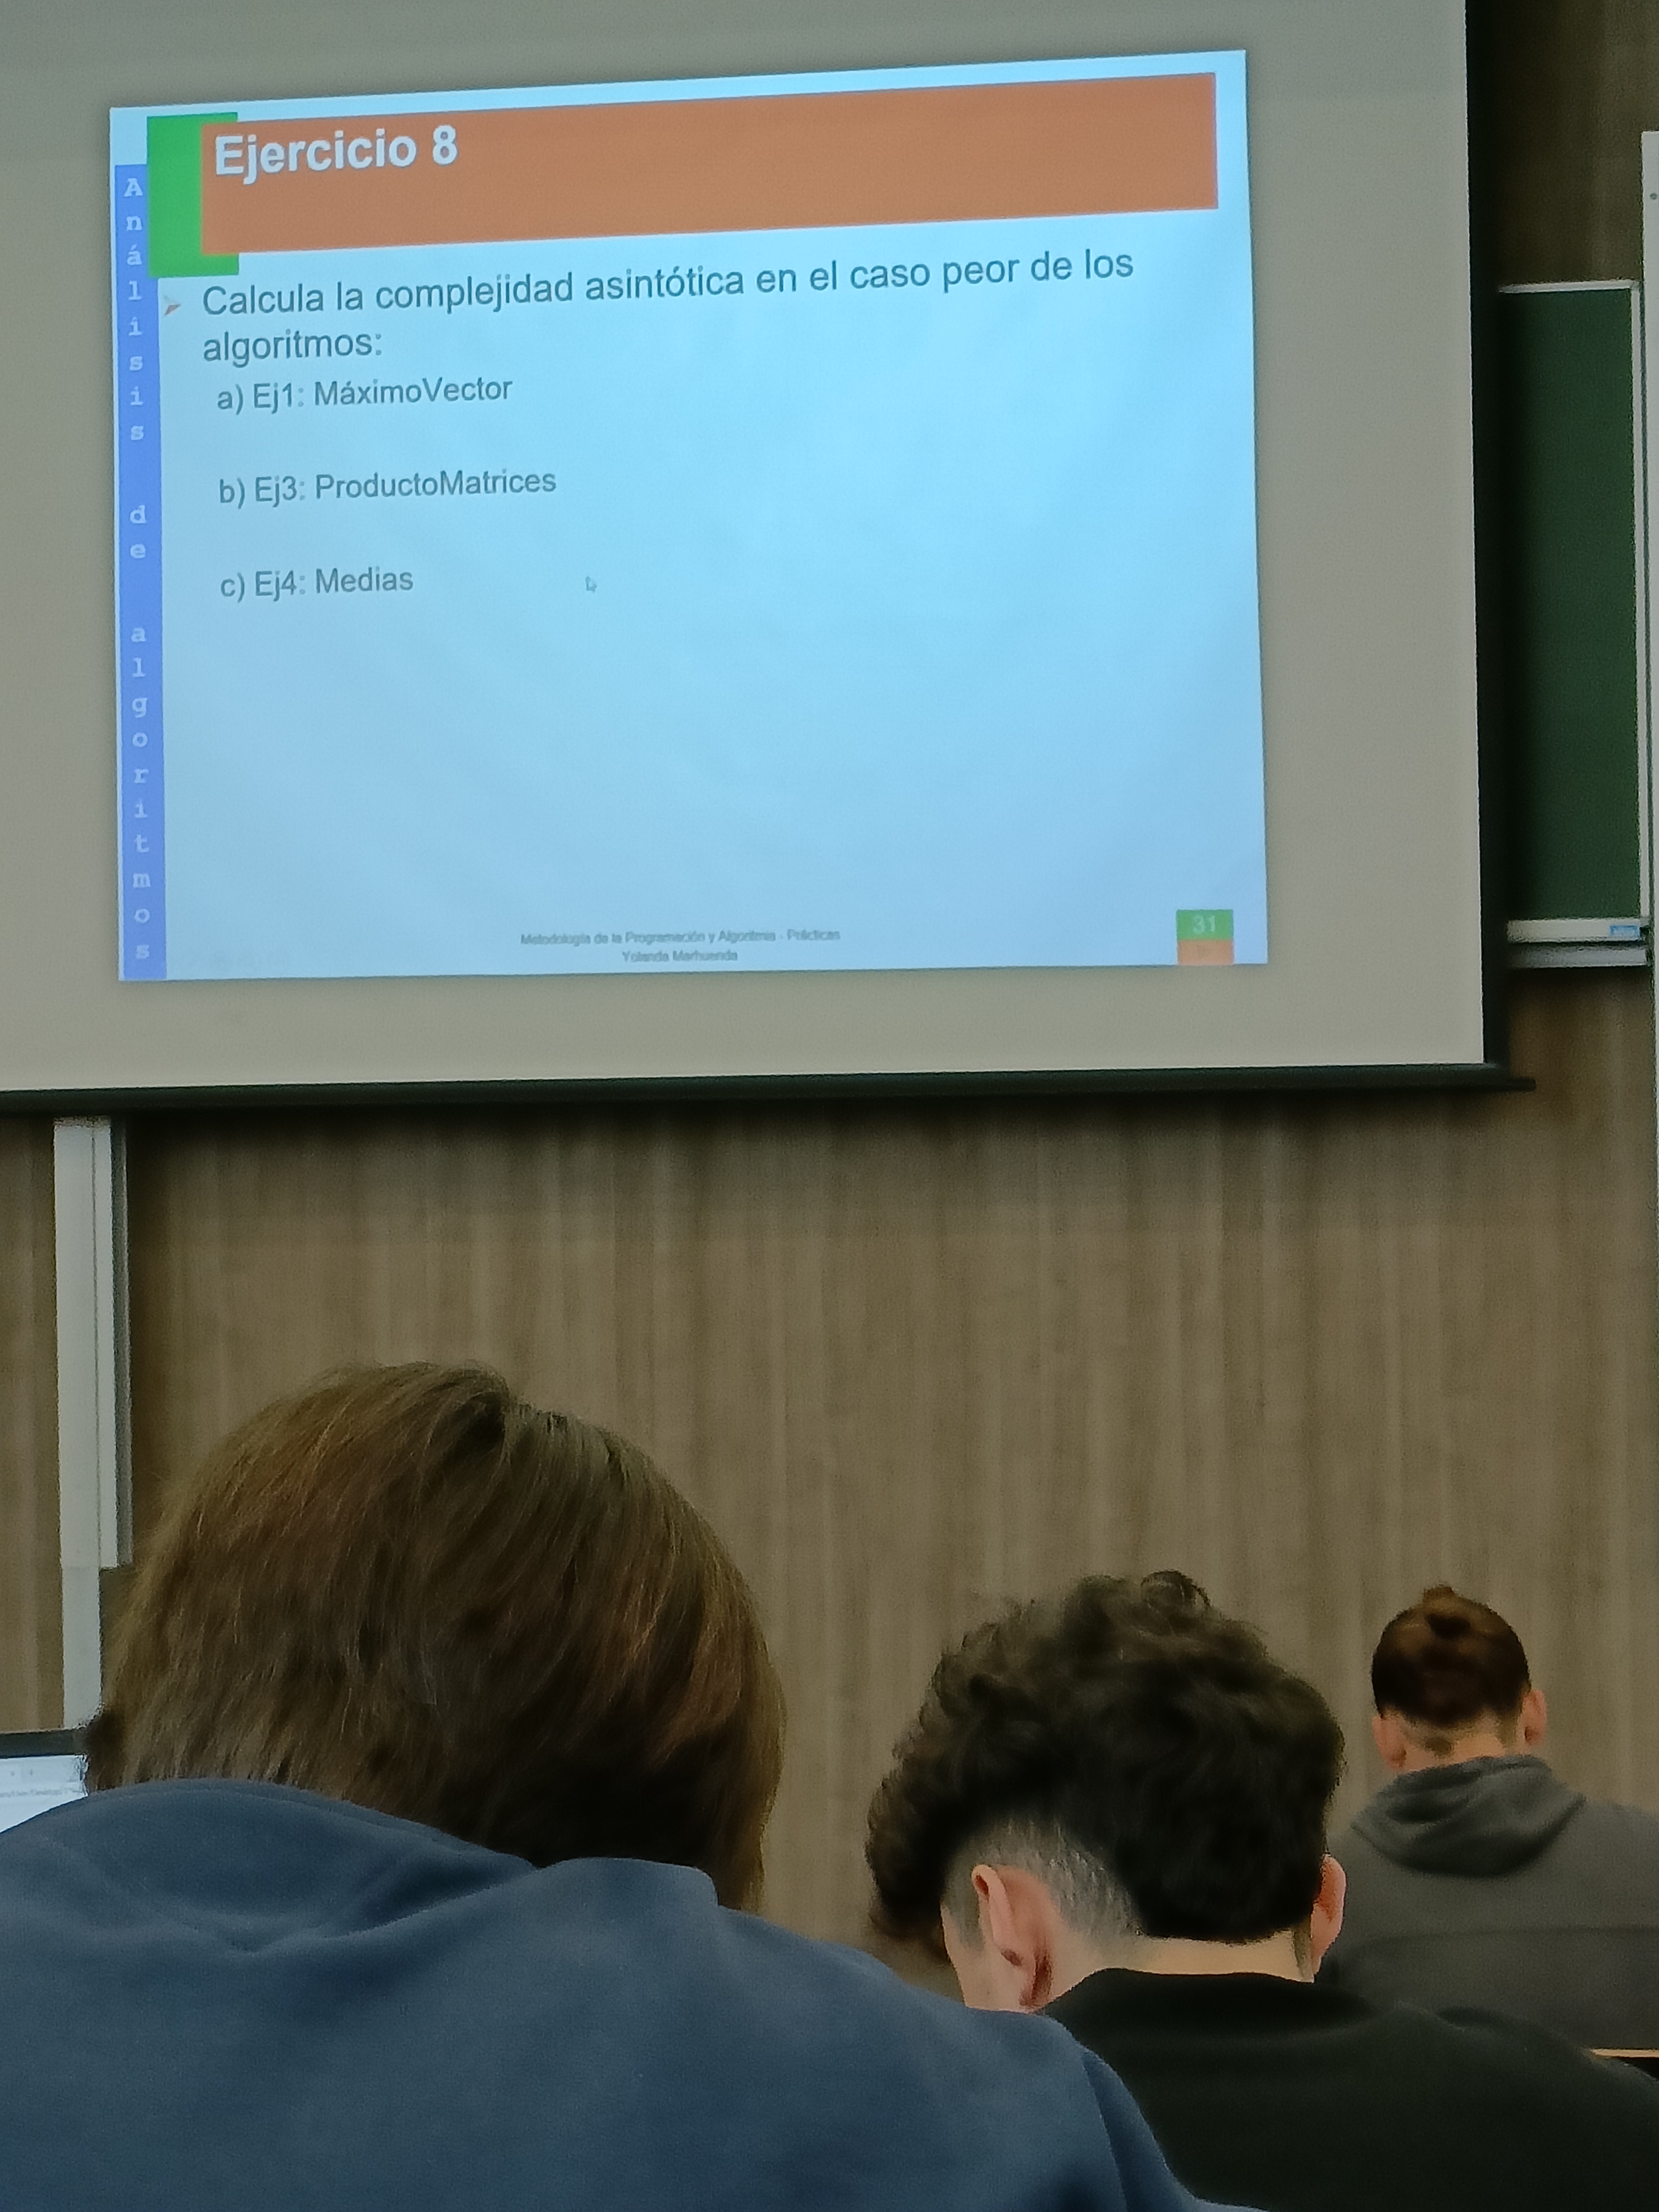 Ejercicio 8
Análisis de algoritmos
Calcula la complejidad asintótica en el caso peor de los
algoritmos:
a) Ej1: MáximoVector
b) Ej3: ProductoMatrices
c) Ej4: Medias
Metodología de la Programación y Algoritmia - Prácticas
Yolanda Marhuenda
31